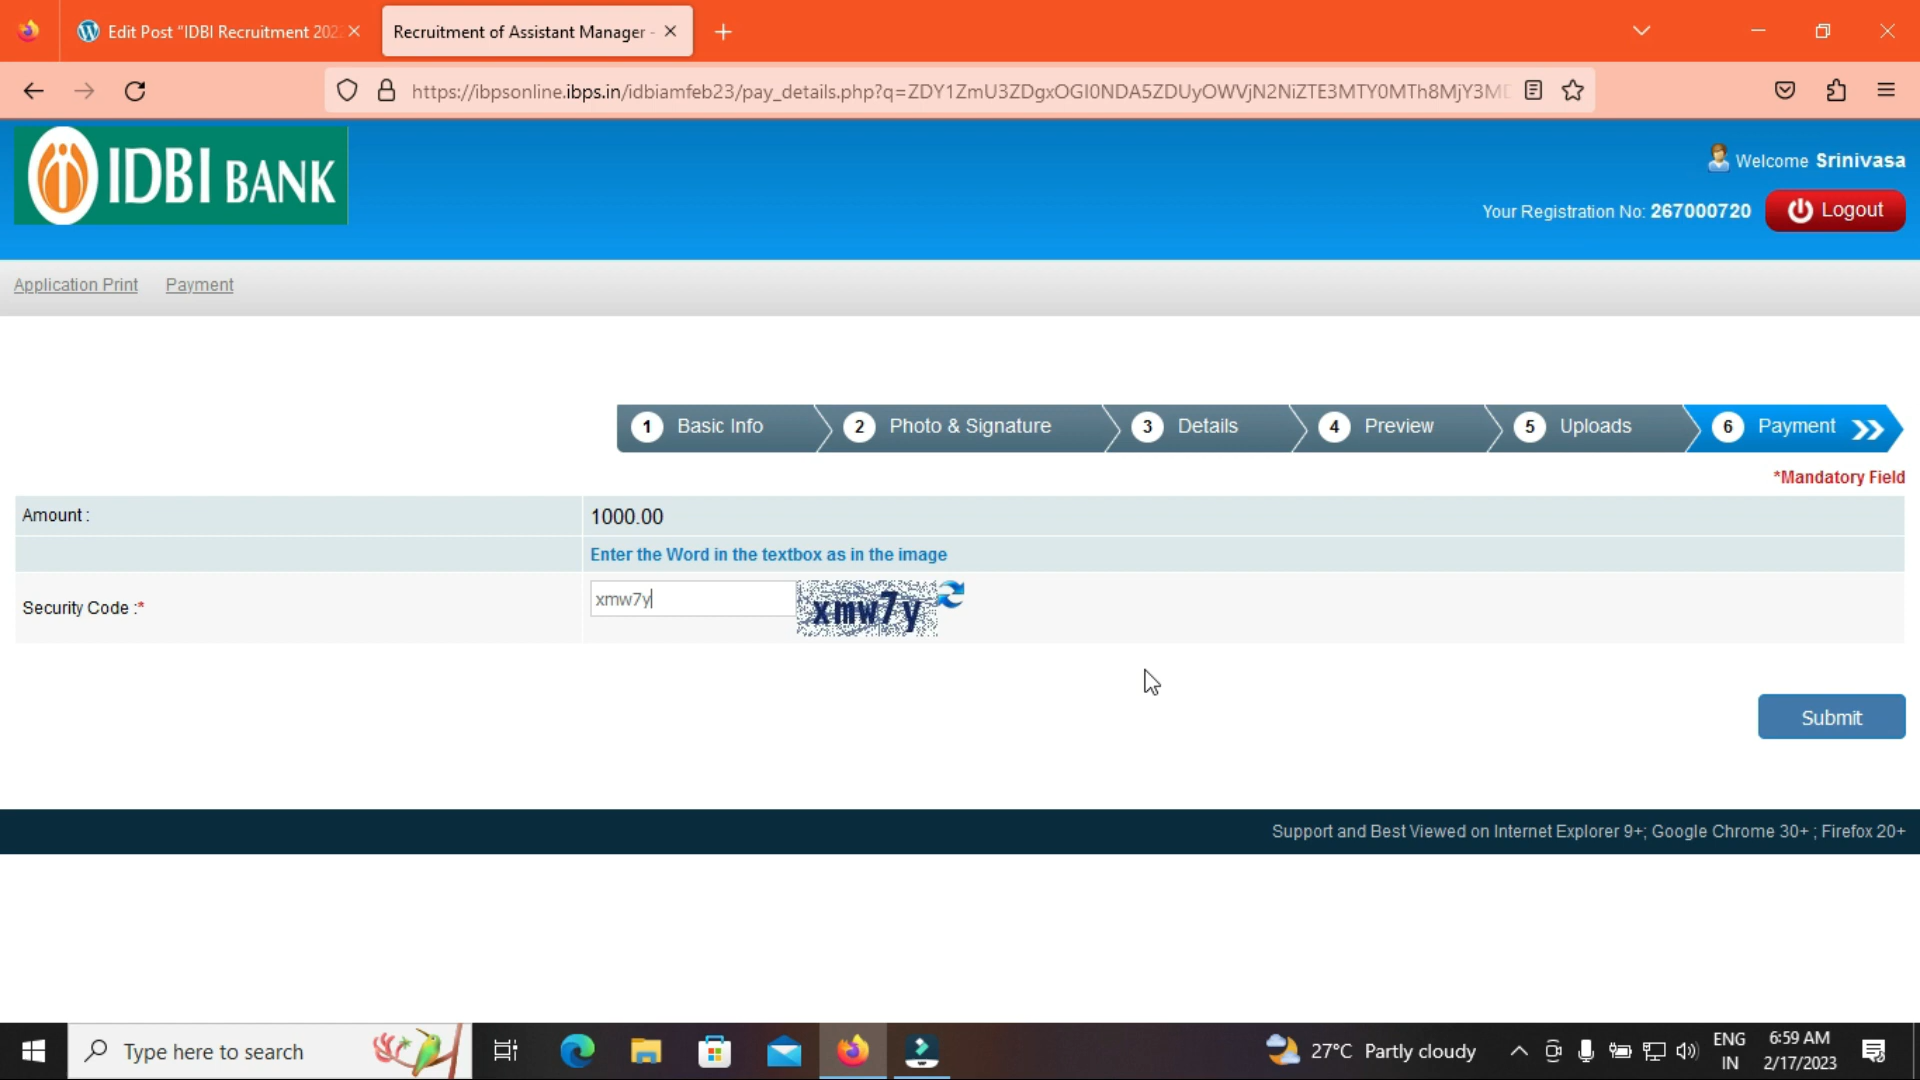 Edit Post "IDBI Recruitment 202
Recruitment of Assistant Manager -
https://ibpsonline.ibps.in/idbiamfeb23/pay_details.php?q=ZDY1ZmU3ZDgxOGI0NDA5ZDUyOWVjN2NiZTE3MTY0MTh8MjY3MD
IDBI BANK
Welcome Srinivasa
Your Registration No: 267000720
Logout
Application Print Payment
1 Basic Info 2 Photo & Signature 3 Details 4 Preview 5 Uploads 6 Payment
*Mandatory Field
Amount : 1000.00
Enter the Word in the textbox as in the image
Security Code :* xmw7y xmw7y
Submit
Support and Best Viewed on Internet Explorer 9+; Google Chrome 30+ ; Firefox 20+
Type here to search
27°C Partly cloudy
ENG
IN
6:59 AM
2/17/2023